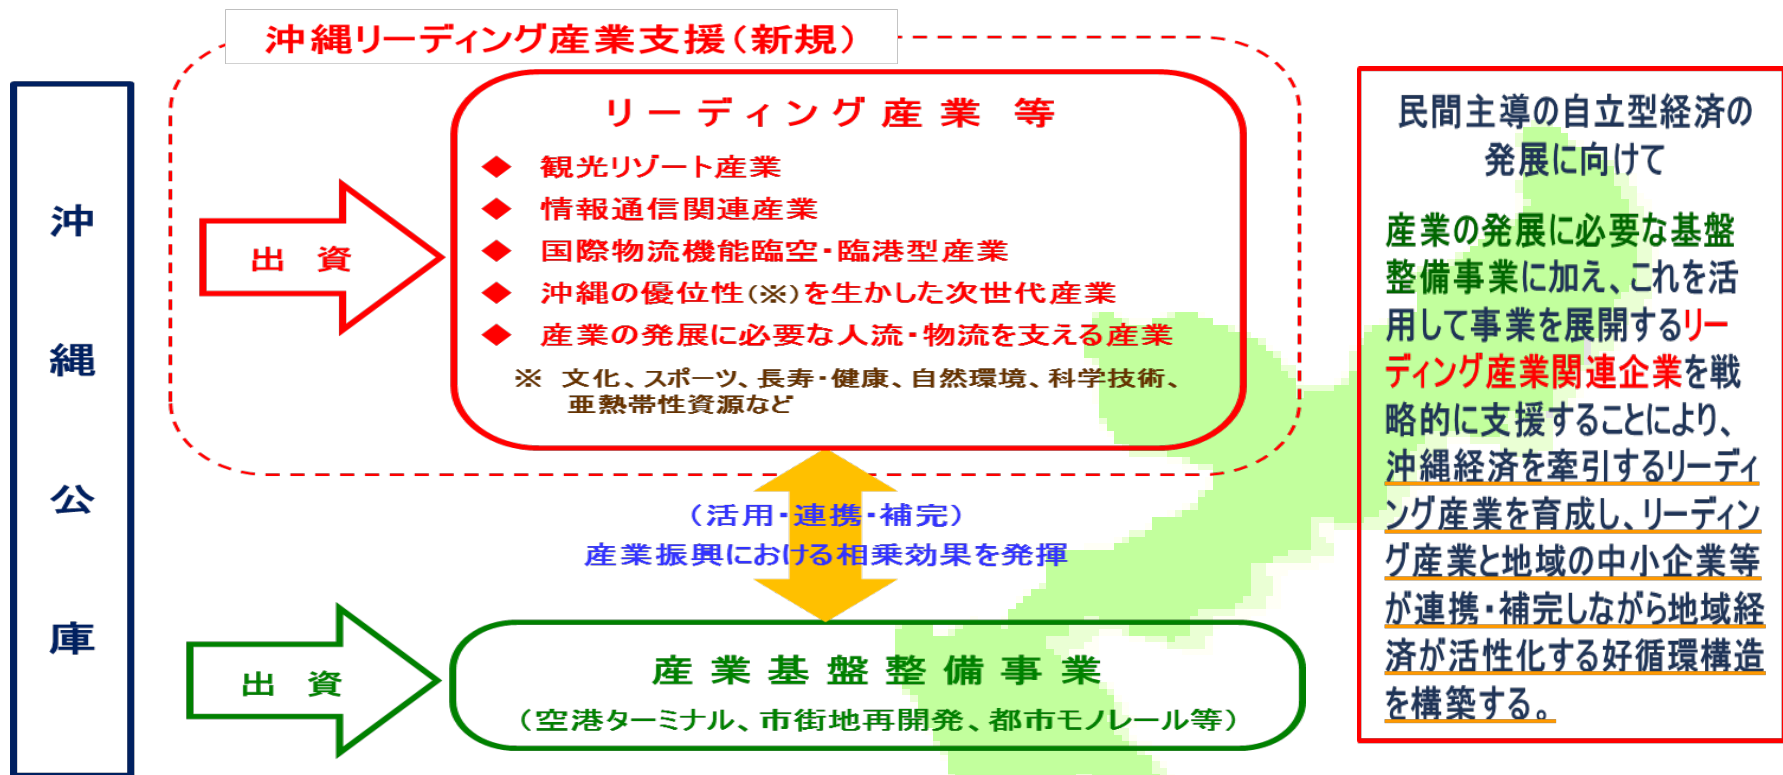 沖縄リーディング産業支援（新規）
沖縄公庫
出資
リーディング産業 等
◆ 観光リゾート産業
◆ 情報通信関連産業
◆ 国際物流機能臨空・臨港型産業
◆ 沖縄の優位性(※)を生かした次世代産業
◆ 産業の発展に必要な人流・物流を支える産業
※ 文化、スポーツ、長寿・健康、自然環境、科学技術、
亜熱帯性資源など
（活用・連携・補完）
産業振興における相乗効果を発揮
出資
産業基盤整備事業
（空港ターミナル、市街地再開発、都市モノレール等）
民間主導の自立型経済の
発展に向けて
産業の発展に必要な基盤
整備事業に加え、これを活
用して事業を展開するリー
ディング産業関連企業を戦
略的に支援することにより、
沖縄経済を牽引するリーディ
ング産業を育成し、リーディン
グ産業と地域の中小企業等
が連携・補完しながら地域経
済が活性化する好循環構造
を構築する。